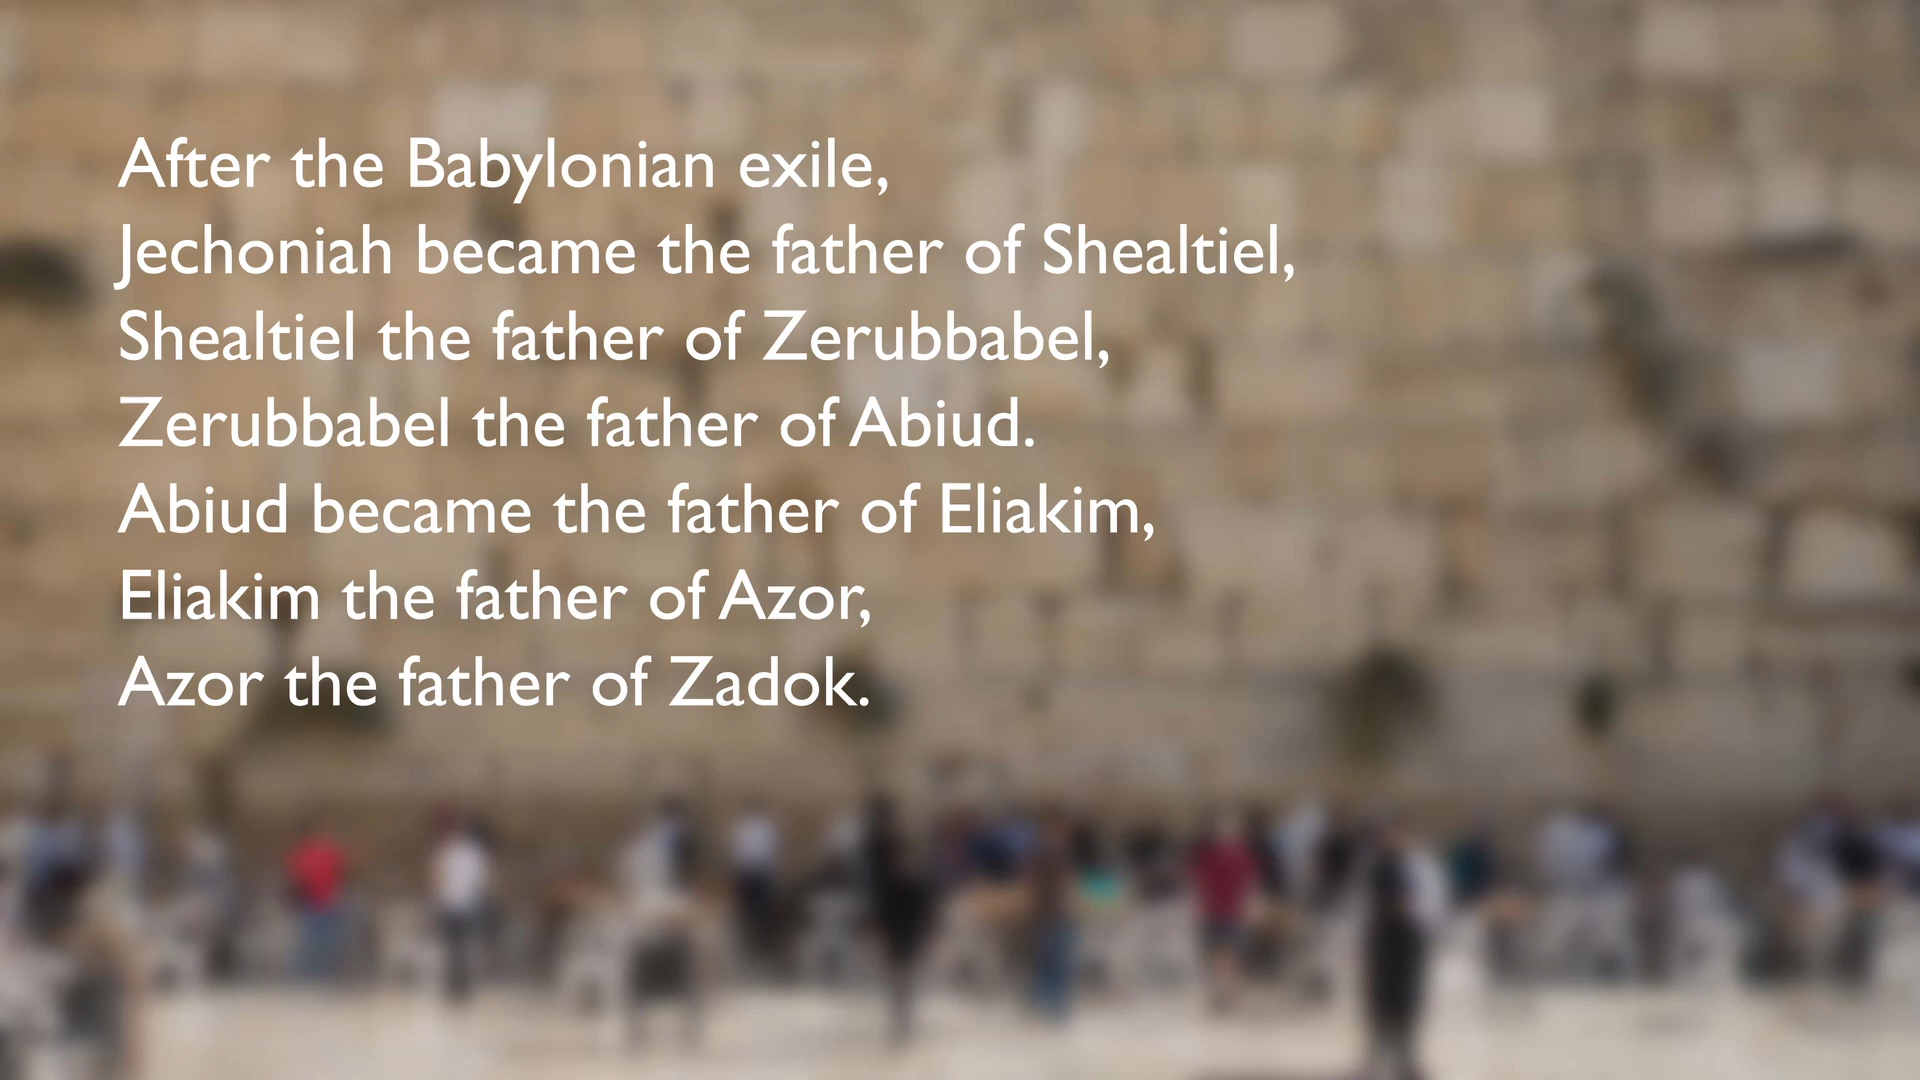 After the Babylonian exile,
Jechoniah became the father of Shealtiel,
Shealtiel the father of Zerubbabel,
Zerubbabel the father of Abiud.
Abiud became the father of Eliakim,
Eliakim the father of Azor,
Azor the father of Zadok.